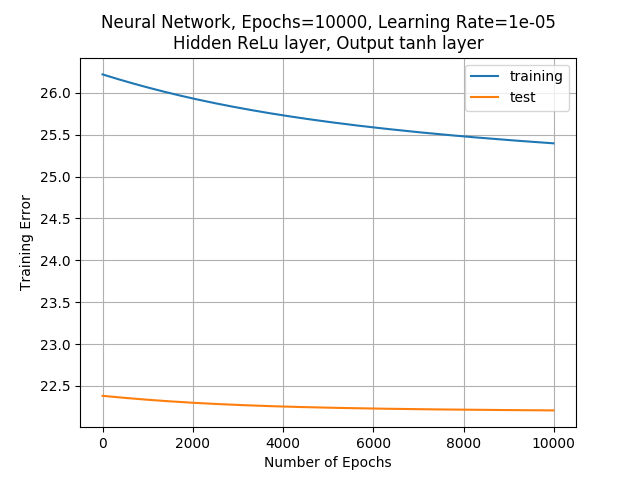 Neural Network, Epochs=10000, Learning Rate=1e-05
Hidden ReLu layer, Output tanh layer
training
test
Training Error
26.0
25.5
25.0
24.5
24.0
23.5
23.0
22.5
0 2000 4000 6000 8000 10000
Number of Epochs